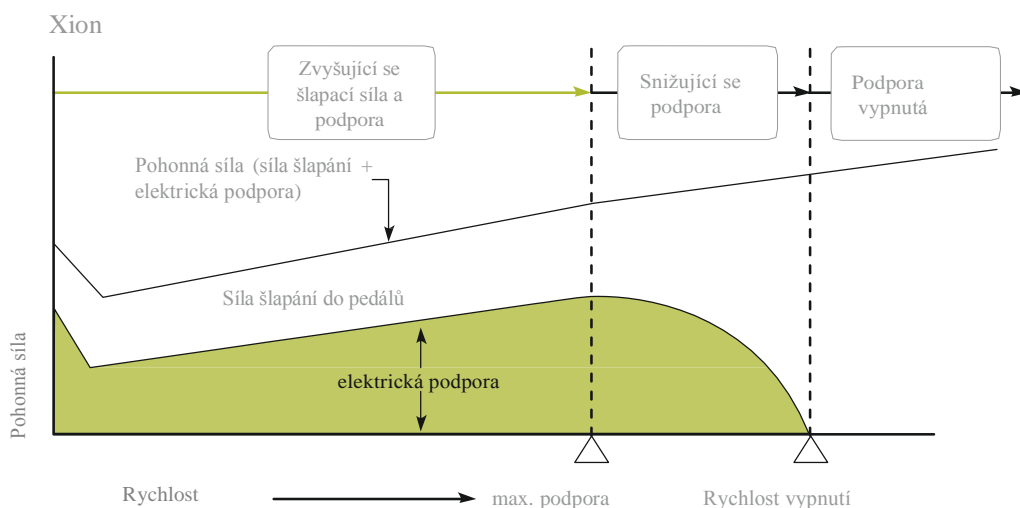 Xion
Zvyšující se
šlapací síla a
podpora
Snižující se
podpora
Podpora
vypnutá
Pohonná síla (síla šlapání +
elektrická podpora)
Síla šlapání do pedálů
elektrická podpora
Pohonná síla
Rychlost
max. podpora
Rychlost vypnutí